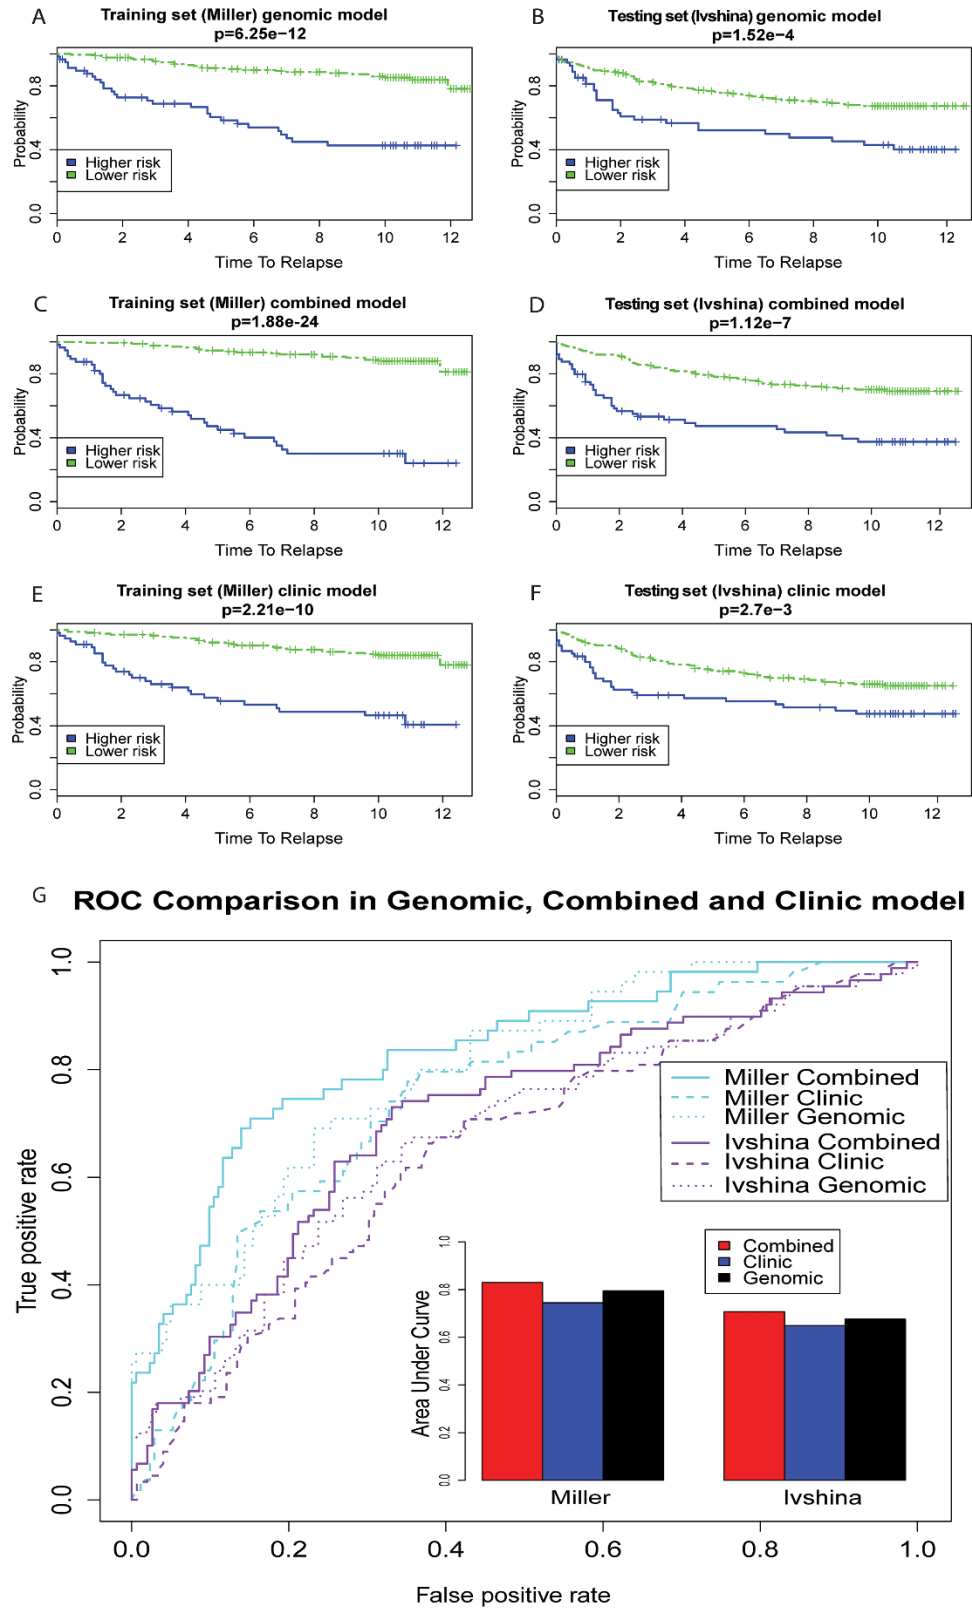 A
Training set (Miller) genomic model
p=6.25e−12
Probability
0.0 0.4 0.8
Higher risk
Lower risk
0 2 4 6 8 10 12
Time To Relapse
B
Testing set (Ivshina) genomic model
p=1.52e−4
Probability
0.0 0.4 0.8
Higher risk
Lower risk
0 2 4 6 8 10 12
Time To Relapse
C
Training set (Miller) combined model
p=1.88e-24
Probability
0.0 0.4 0.8
Higher risk
Lower risk
0 2 4 6 8 10 12
Time To Relapse
D
Testing set (Ivshina) combined model
p=1.12e−7
Probability
0.0 0.4 0.8
Higher risk
Lower risk
0 2 4 6 8 10 12
Time To Relapse
E
Training set (Miller) clinic model
p=2.21e−10
Probability
0.0 0.4 0.8
Higher risk
Lower risk
0 2 4 6 8 10 12
Time To Relapse
F
Testing set (Ivshina) clinic model
p=2.7e−3
Probability
0.0 0.4 0.8
Higher risk
Lower risk
0 2 4 6 8 10 12
Time To Relapse
G
ROC Comparison in Genomic, Combined and Clinic model
True positive rate
0.0 0.2 0.4 0.6 0.8 1.0
Miller Combined
Miller Clinic
Miller Genomic
Ivshina Combined
Ivshina Clinic
Ivshina Genomic
Area Under Curve
0.0 0.2 0.4 0.6 0.8 1.0
Combined
Clinic
Genomic
Miller
Ivshina
0.0 0.2 0.4 0.6 0.8 1.0
False positive rate